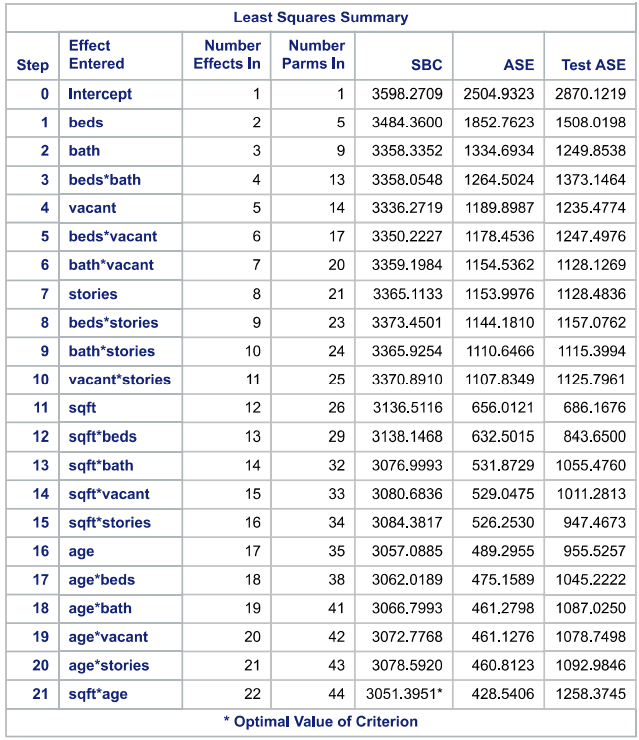 Least Squares Summary
Step Effect Entered Number Effects In Number Parms In SBC ASE Test ASE
0 Intercept 1 1 3598.2709 2504.9323 2870.1219
1 beds 2 5 3484.3600 1852.7623 1508.0198
2 bath 3 9 3358.3352 1334.6934 1249.8538
3 beds*bath 4 13 3358.0548 1264.5024 1373.1464
4 vacant 5 14 3336.2719 1189.8987 1235.4774
5 beds*vacant 6 17 3350.2227 1178.4536 1247.4976
6 bath*vacant 7 20 3359.1984 1154.5362 1128.1269
7 stories 8 21 3365.1133 1153.9976 1128.4836
8 beds*stories 9 23 3373.4501 1144.1810 1157.0762
9 bath*stories 10 24 3365.9254 1110.6466 1115.3994
10 vacant*stories 11 25 3370.8910 1107.8349 1125.7961
11 sqft 12 26 3136.5116 656.0121 686.1676
12 sqft*beds 13 29 3138.1468 632.5015 843.6500
13 sqft*bath 14 32 3076.9993 531.8729 1055.4760
14 sqft*vacant 15 33 3080.6836 529.0475 1011.2813
15 sqft*stories 16 34 3084.3817 526.2530 947.4673
16 age 17 35 3057.0885 489.2955 955.5257
17 age*beds 18 38 3062.0189 475.1589 1045.2222
18 age*bath 19 41 3066.7993 461.2798 1087.0250
19 age*vacant 20 42 3072.7768 461.1276 1078.7498
20 age*stories 21 43 3078.5920 460.8123 1092.9846
21 sqft*age 22 44 3051.3951* 428.5406 1258.3745
* Optimal Value of Criterion